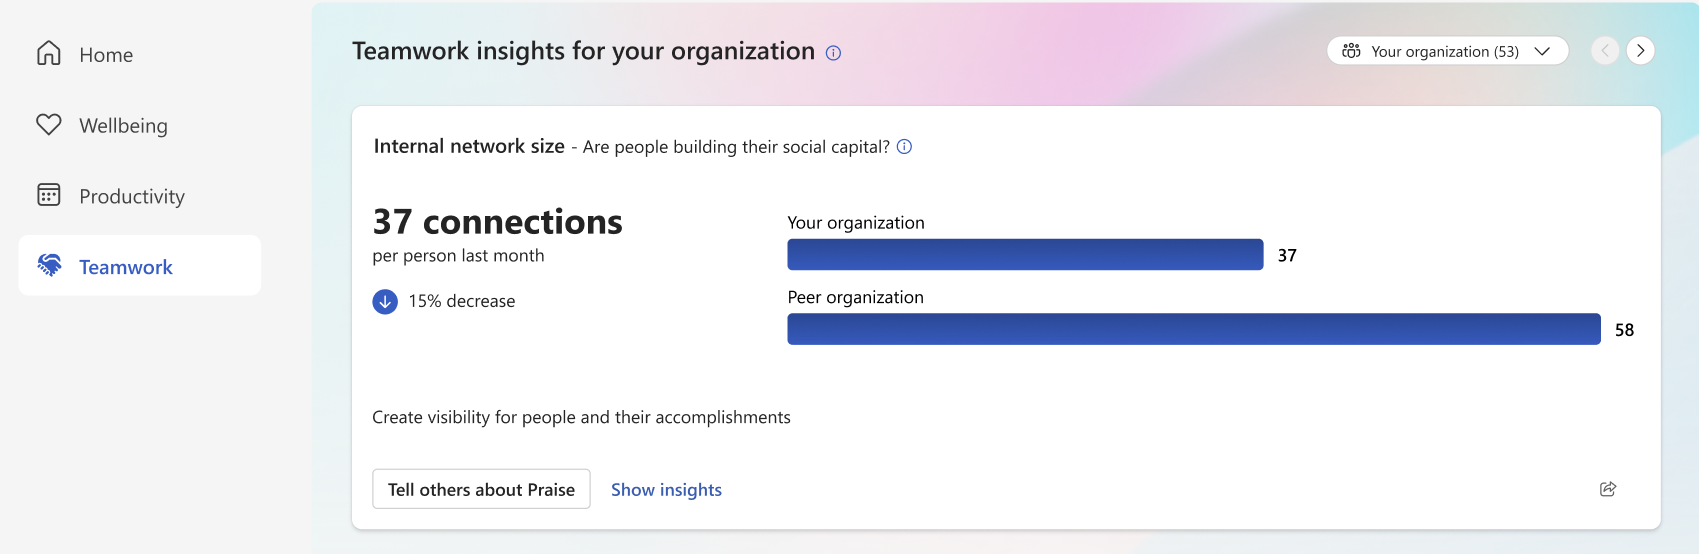 Home
Wellbeing
Productivity
Teamwork
Teamwork insights for your organization
Your organization (53)
Internal network size - Are people building their social capital?
37 connections
per person last month
15% decrease
Your organization
37
Peer organization
58
Create visibility for people and their accomplishments
Tell others about Praise
Show insights